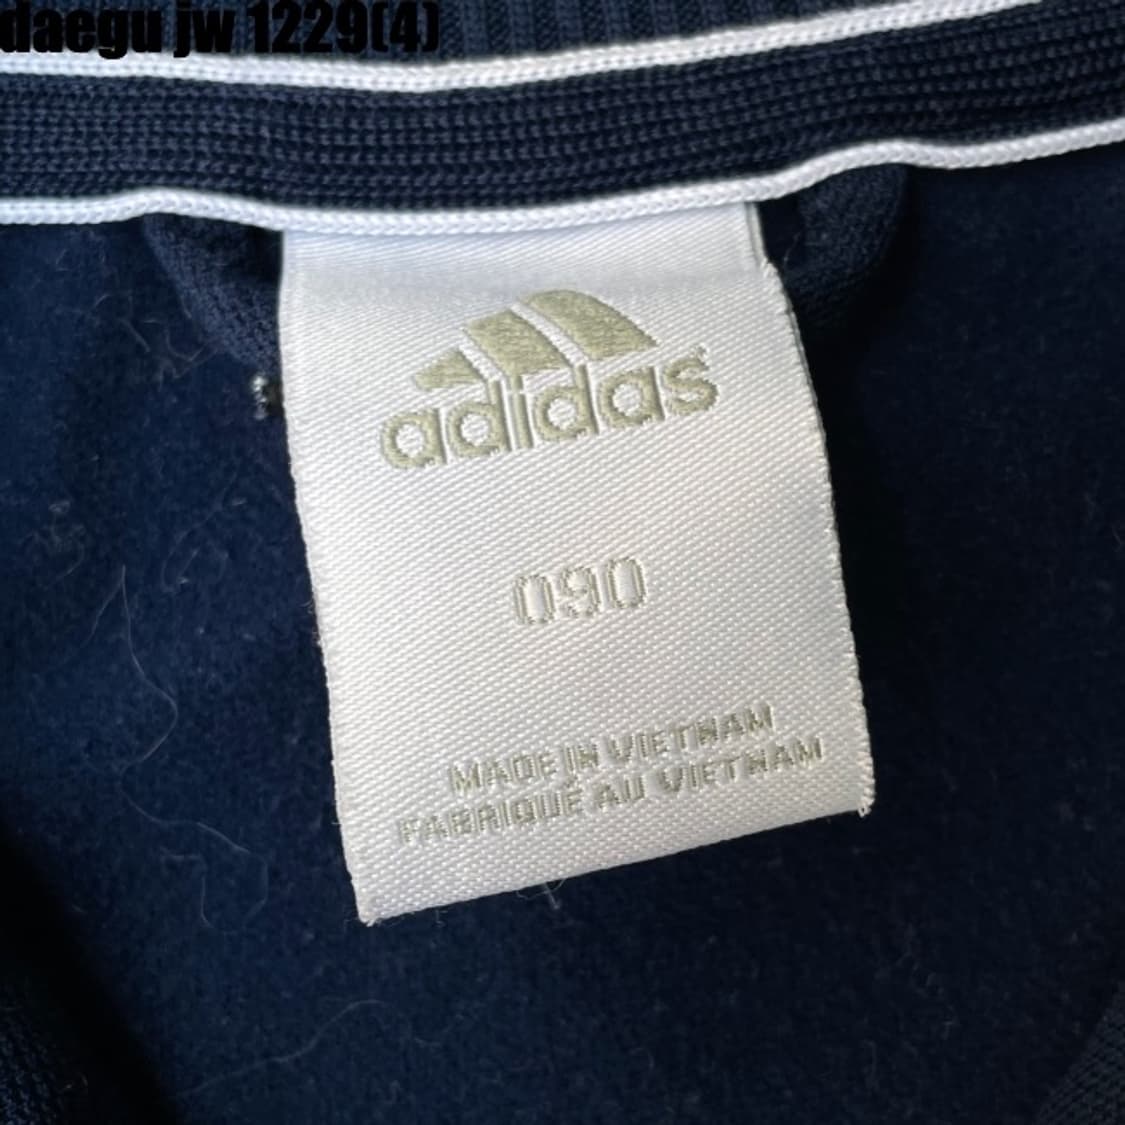 daegu jw 1229(4)
adidas
090
MADE IN VIETNAM
FABRIQUÉ AU VIETNAM